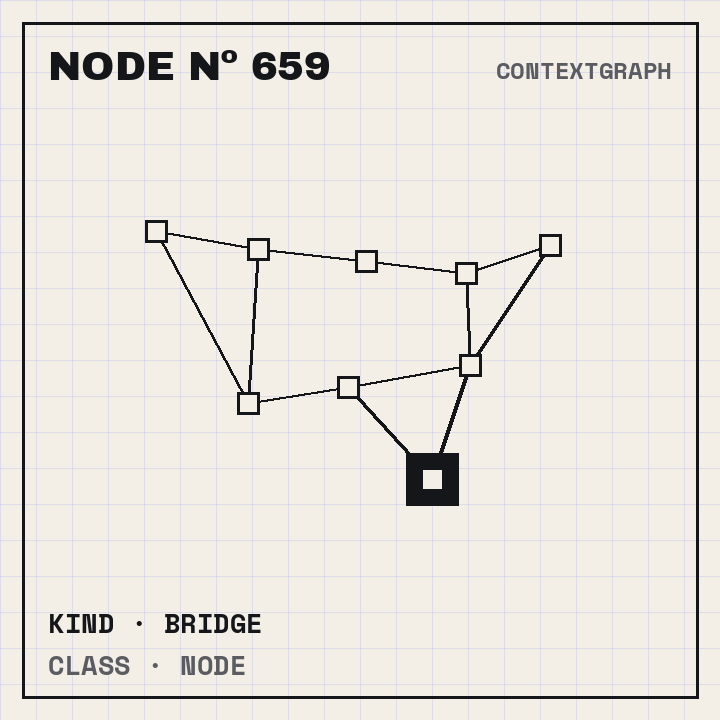 NODE Nº 659
CONTEXTGRAPH
KIND · BRIDGE
CLASS · NODE